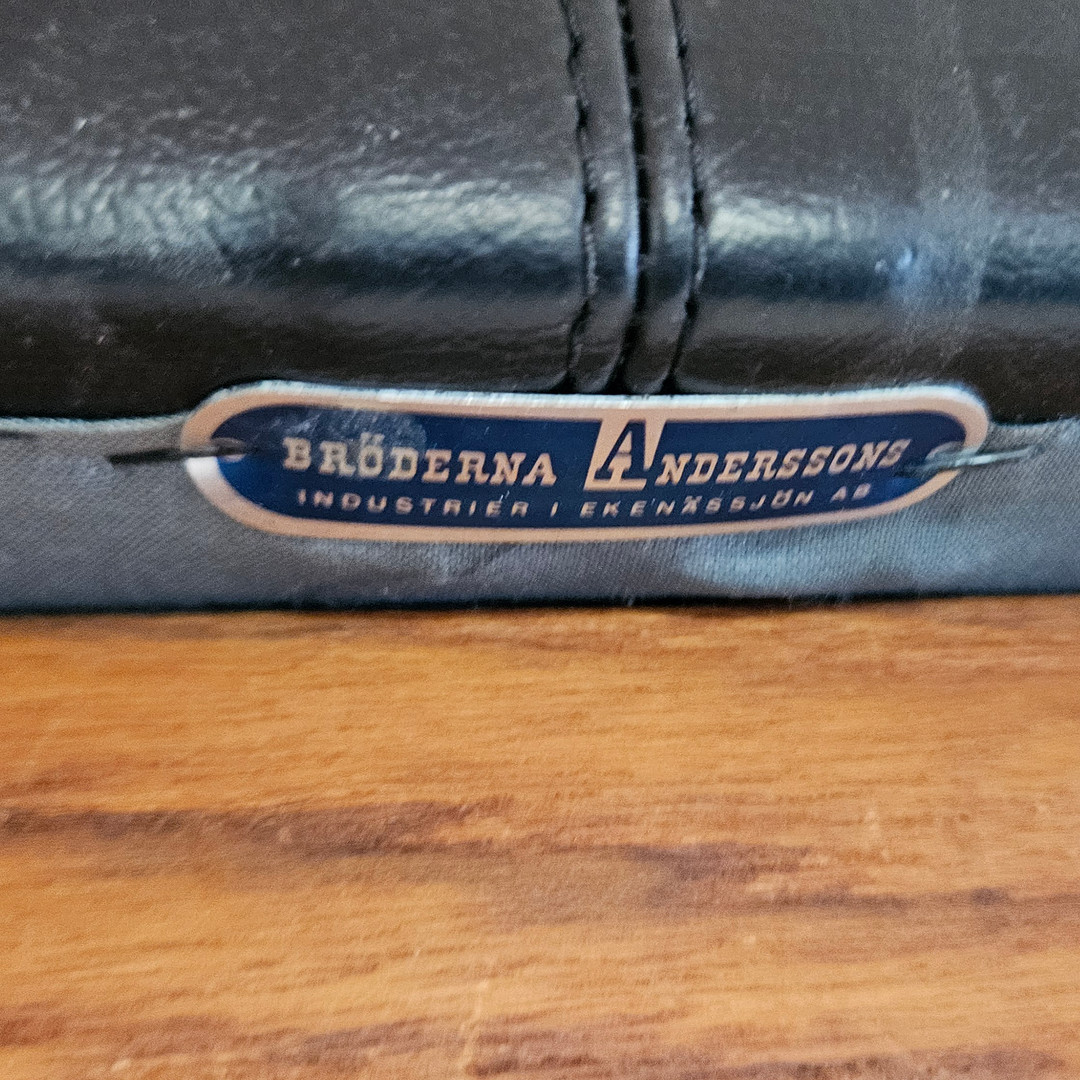 BRÖDERNA ANDERSSONS
INDUSTRIER I EKENÄSSJÖN AB